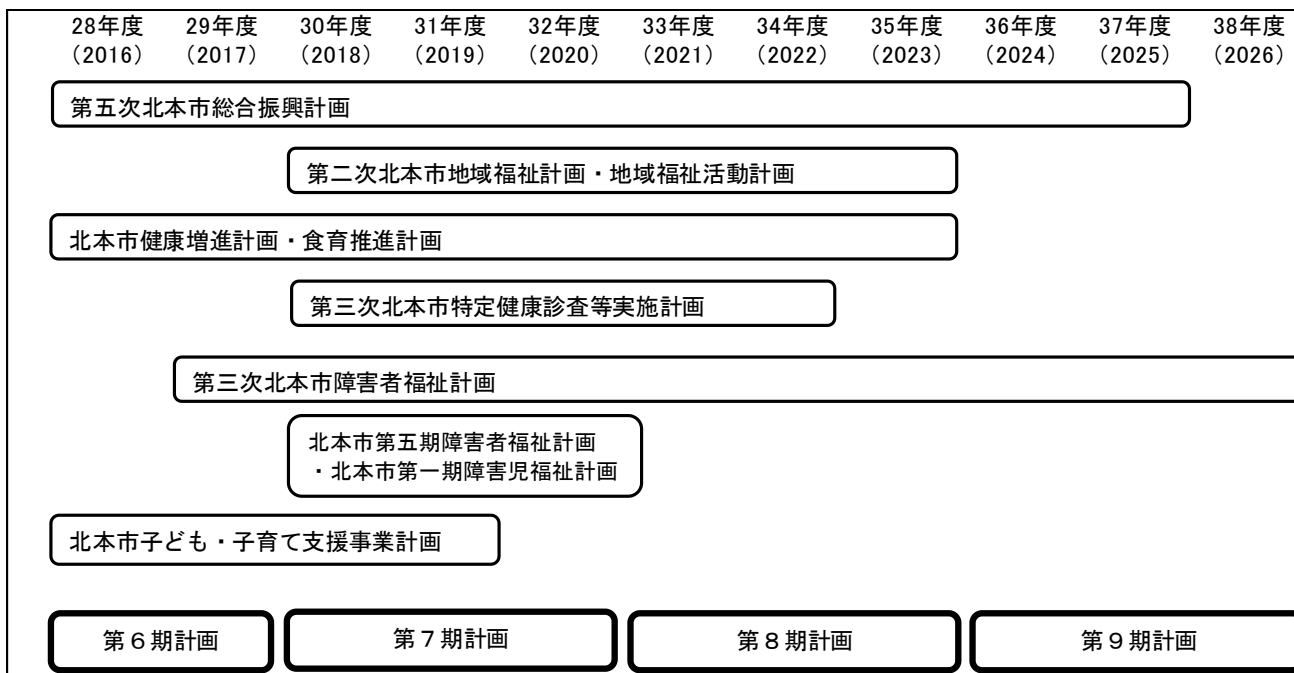 28年度 29年度 30年度 31年度 32年度 33年度 34年度 35年度 36年度 37年度 38年度
（2016） （2017） （2018） （2019） （2020） （2021） （2022） （2023） （2024） （2025） （2026）
第五次北本市総合振興計画
第二次北本市地域福祉計画・地域福祉活動計画
北本市健康増進計画・食育推進計画
第三次北本市特定健康診査等実施計画
第三次北本市障害者福祉計画
北本市第五期障害者福祉計画
・北本市第一期障害児福祉計画
北本市子ども・子育て支援事業計画
第６期計画 第７期計画 第８期計画 第９期計画